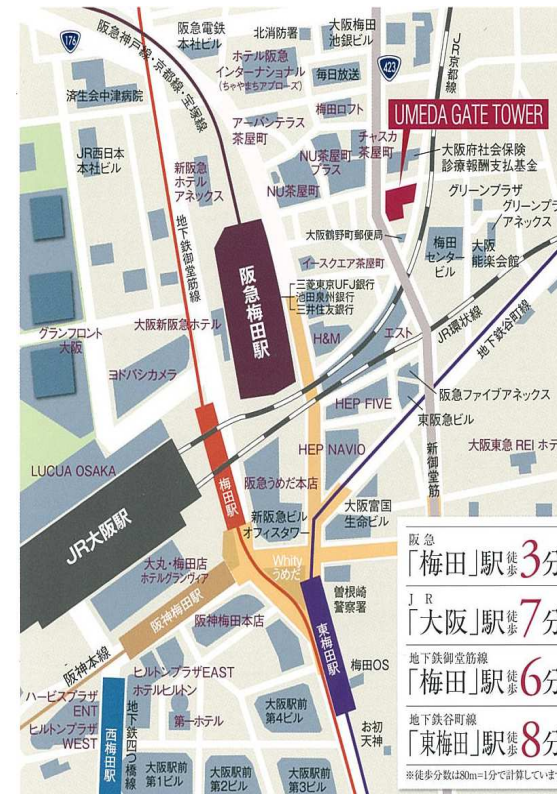 176
阪急神戸線・京都線・宝塚線
阪急電鉄
本社ビル
北消防署
大阪梅田
池銀ビル
423
JR京都線
ホテル阪急
インターナショナル
(ちゃやまちアプローズ)
毎日放送
済生会中津病院
梅田ロフト
UMEDA GATE TOWER
アーバンテラス
茶屋町
チャスカ
茶屋町
JR西日本
本社ビル
NU茶屋町
プラス
大阪府社会保険
診療報酬支払基金
新阪急
ホテル
アネックス
NU茶屋町
グリーンプラザ
グリーンプラ
アネックス
地下鉄御堂筋線
大阪鶴野町郵便局
梅田
センター
ビル
大阪
能楽会館
イースクエア茶屋町
阪急梅田駅
三菱東京UFJ銀行
池田泉州銀行
三井住友銀行
グランフロント
大阪
大阪新阪急ホテル
H&M
エスト
JR環状線
地下鉄谷町線
ヨドバシカメラ
HEP FIVE
阪急ファイブアネックス
東阪急ビル
LUCUA OSAKA
HEP NAVIO
新御堂筋
大阪東急 REI ホテ
梅田駅
阪急うめだ本店
JR大阪駅
新阪急ビル
オフィスタワー
大阪富国
生命ビル
大丸・梅田店
ホテルグランヴィア
Whity
うめだ
阪神梅田駅
曽根崎
警察署
阪神梅田本店
東梅田駅
阪神本線
梅田OS
ヒルトンプラザEAST
ホテルヒルトン
ハービスプラザ
ENT
ヒルトンプラザ
WEST
西梅田駅
地下鉄四つ橋線
第一ホテル
大阪駅前
第4ビル
お初
天神
大阪駅前
第1ビル
大阪駅前
第2ビル
大阪駅前
第3ビル
阪急
「梅田」駅徒歩3分
JR
「大阪」駅徒歩7分
地下鉄御堂筋線
「梅田」駅徒歩6分
地下鉄谷町線
「東梅田」駅徒歩8分
※徒歩分数は80m=1分で計算していま